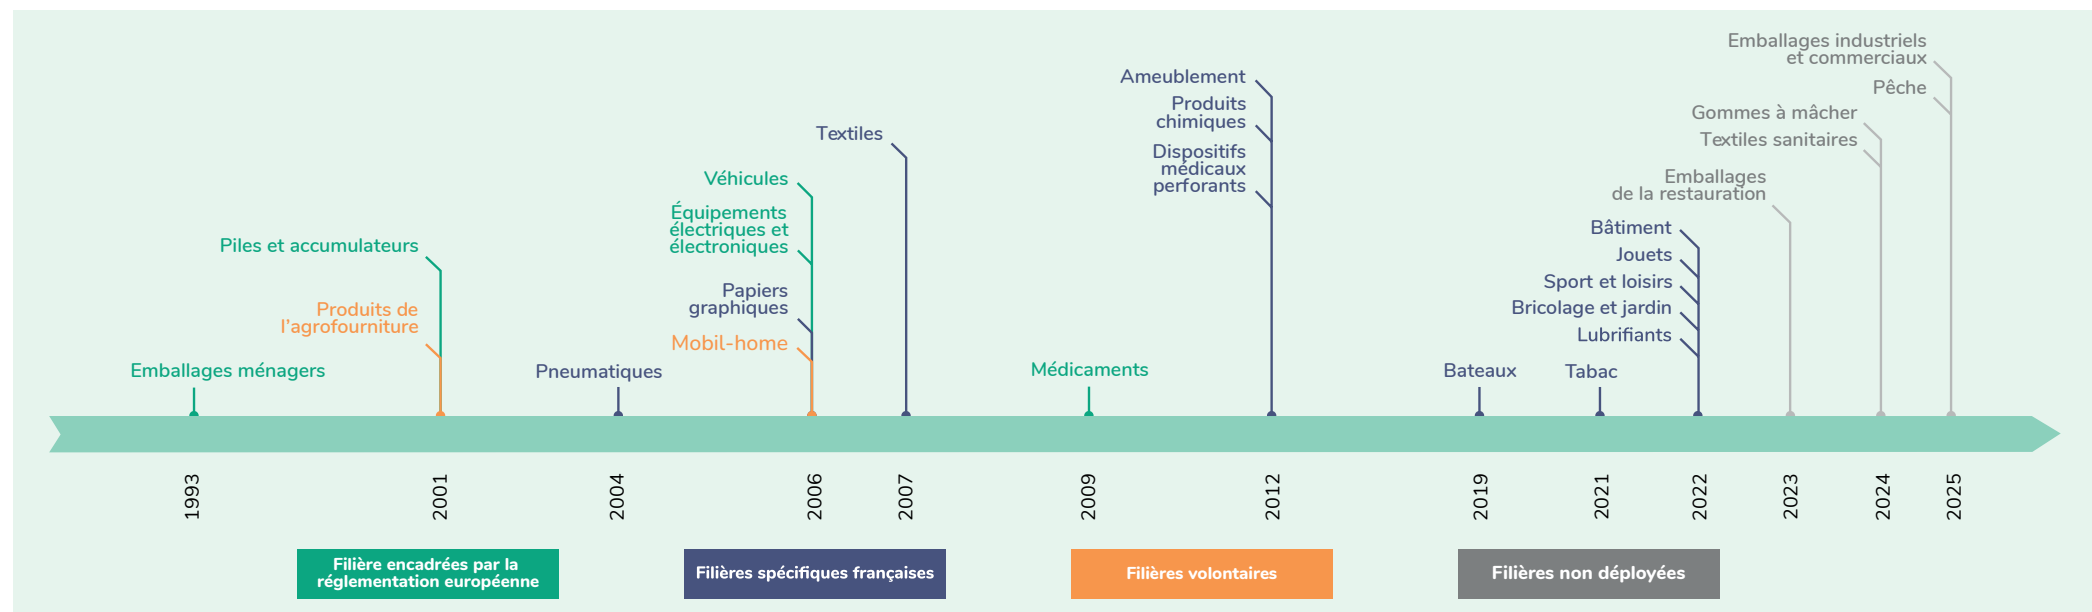 Emballages ménagers
Piles et accumulateurs
Produits de
l'agrofourniture
Pneumatiques
Véhicules
Équipements
électriques et
électroniques
Papiers
graphiques
Mobil-home
Textiles
Médicaments
Ameublement
Produits
chimiques
Dispositifs
médicaux
perforants
Bateaux
Tabac
Bâtiment
Jouets
Sport et loisirs
Bricolage et jardin
Lubrifiants
Emballages
de la restauration
Gommes à mâcher
Textiles sanitaires
Emballages industriels
et commerciaux
Pêche
1993
2001
2004
2006
2007
2009
2012
2019
2021
2022
2023
2024
2025
Filière encadrées par la
réglementation européenne
Filières spécifiques françaises
Filières volontaires
Filières non déployées